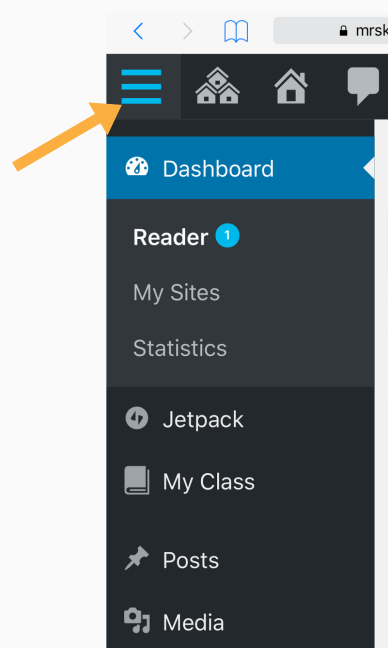 mrsk
Dashboard
Reader 1
My Sites
Statistics
Jetpack
My Class
Posts
Media